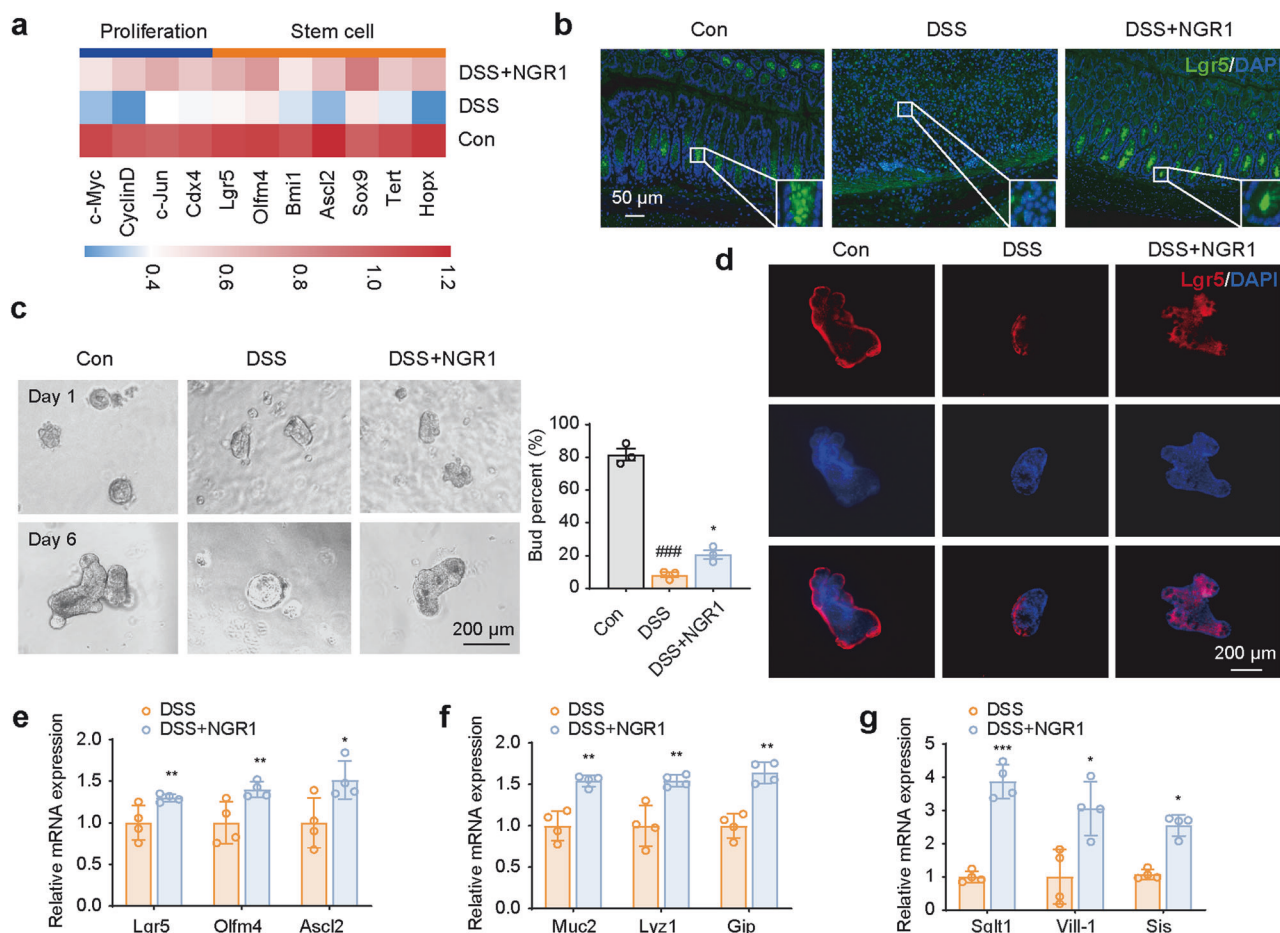 a
Proliferation Stem cell
DSS+NGR1
DSS
Con
c-Myc
CyclinD
c-Jun
Cdx4
Lgr5
Olfm4
Bmi1
Ascl2
Sox9
Tert
Hopx
0.4 0.6 0.8 1.0 1.2
b
Con DSS DSS+NGR1
Lgr5/DAPI
50 µm
c
Con DSS DSS+NGR1
Day 1
Day 6
200 µm
Bud percent (%)
100
80
60
40
20
0
###
*
Con
DSS
DSS+NGR1
d
Con DSS DSS+NGR1
Lgr5/DAPI
200 µm
e
DSS
DSS+NGR1
Relative mRNA expression
2.0
1.5
1.0
0.5
0.0
** ** *
Lgr5 Olfm4 Ascl2
f
DSS
DSS+NGR1
Relative mRNA expression
2.0
1.5
1.0
0.5
0.0
** ** **
Muc2 Lyz1 Gip
g
DSS
DSS+NGR1
Relative mRNA expression
5
4
3
2
1
0
*** * *
Sglt1 Vill-1 Sis